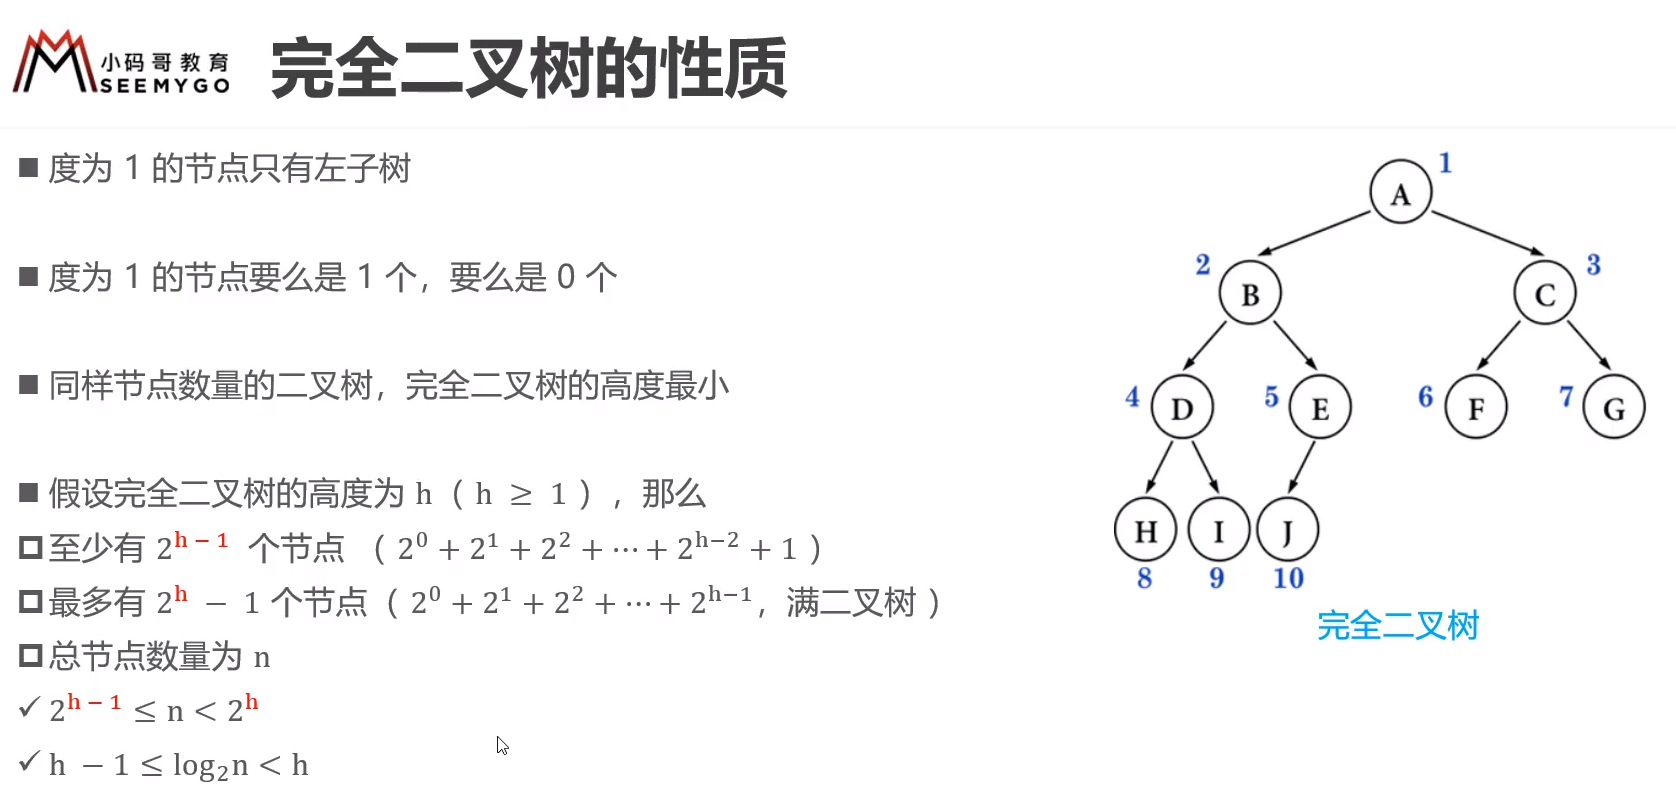 小码哥教育
SEEMYGO
完全二叉树的性质
■ 度为 1 的节点只有左子树
■ 度为 1 的节点要么是 1 个，要么是 0 个
■ 同样节点数量的二叉树，完全二叉树的高度最小
■ 假设完全二叉树的高度为 h（ h ≥ 1 ），那么
至少有 2^{h − 1} 个节点 （ 2^0 + 2^1 + 2^2 + ⋯ + 2^{h−2} + 1 ）
最多有 2^h − 1 个节点（ 2^0 + 2^1 + 2^2 + ⋯ + 2^{h−1}，满二叉树 ）
总节点数量为 n
✓ 2^{h − 1} ≤ n < 2^h
✓ h − 1 ≤ log_2 n < h
A 1
2 B
C 3
4 D
5 E
6 F
7 G
H I J
8 9 10
完全二叉树